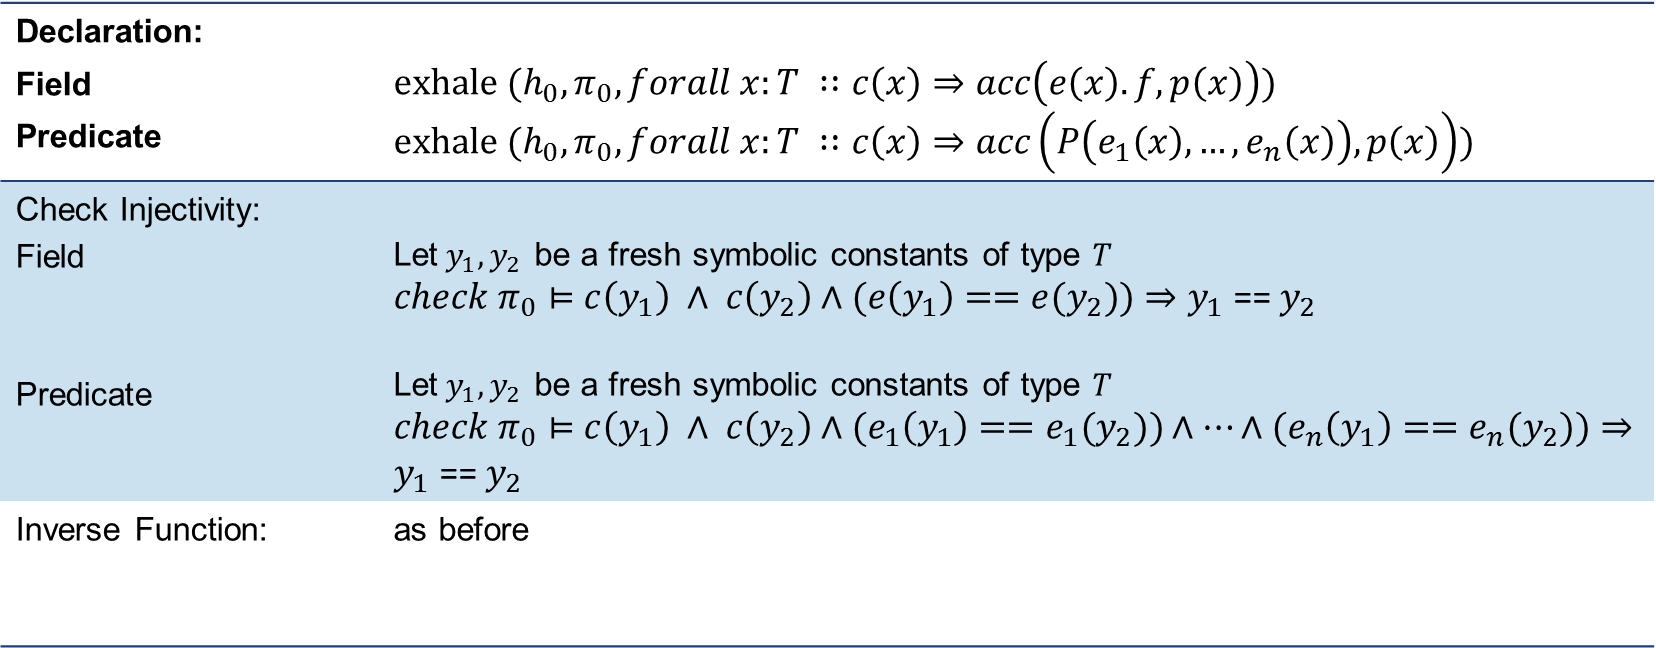 Declaration:
Field exhale (h₀, π₀, forall x: T :: c(x) ⇒ acc(e(x). f, p(x)))
Predicate exhale (h₀, π₀, forall x: T :: c(x) ⇒ acc(P(e₁(x), … , eₙ(x)), p(x)))
Check Injectivity:
Field Let y₁, y₂ be a fresh symbolic constants of type T
check π₀ ⊨ c(y₁) ∧ c(y₂) ∧ (e(y₁) == e(y₂)) ⇒ y₁ == y₂
Let y₁, y₂ be a fresh symbolic constants of type T
Predicate
check π₀ ⊨ c(y₁) ∧ c(y₂) ∧ (e₁(y₁) == e₁(y₂)) ∧ ⋯ ∧ (eₙ(y₁) == eₙ(y₂)) ⇒
y₁ == y₂
Inverse Function: as before